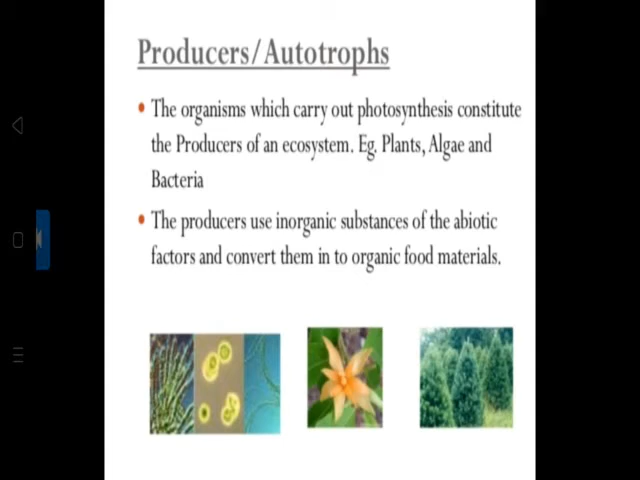 Producers/Autotrophs
• The organisms which carry out photosynthesis constitute
the Producers of an ecosystem. Eg. Plants, Algae and
Bacteria
• The producers use inorganic substances of the abiotic
factors and convert them in to organic food materials.